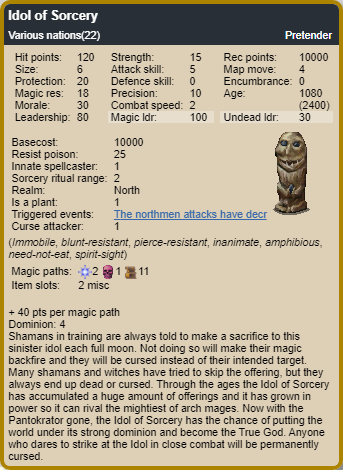 Idol of Sorcery
Various nations(22) Pretender
Hit points: 120 Strength: 15 Rec points: 10000
Size: 6 Attack skill: 5 Map move: 4
Protection: 20 Defence skill: 0 Encumbrance: 0
Magic res: 18 Precision: 10 Age: 1080
Morale: 30 Combat speed: 2 (2400)
Leadership: 80 Magic ldr: 100 Undead ldr: 30
Basecost: 10000
Resist poison: 25
Innate spellcaster: 1
Sorcery ritual range: 2
Realm: North
Is a plant: 1
Triggered events: The northmen attacks have decr
Curse attacker: 1
(Immobile, blunt-resistant, pierce-resistant, inanimate, amphibious,
need-not-eat, spirit-sight)
Magic paths: 2 1 11
Item slots: 2 misc
+ 40 pts per magic path
Dominion: 4
Shamans in training are always told to make a sacrifice to this
sinister idol each full moon. Not doing so will make their magic
backfire and they will be cursed instead of their intended target.
Many shamans and witches have tried to skip the offering, but they
always end up dead or cursed. Through the ages the Idol of Sorcery
has accumulated a huge amount of offerings and it has grown in
power so it can rival the mightiest of arch mages. Now with the
Pantokrator gone, the Idol of Sorcery has the chance of putting the
world under its strong dominion and become the True God. Anyone
who dares to strike at the Idol in close combat will be permanently
cursed.